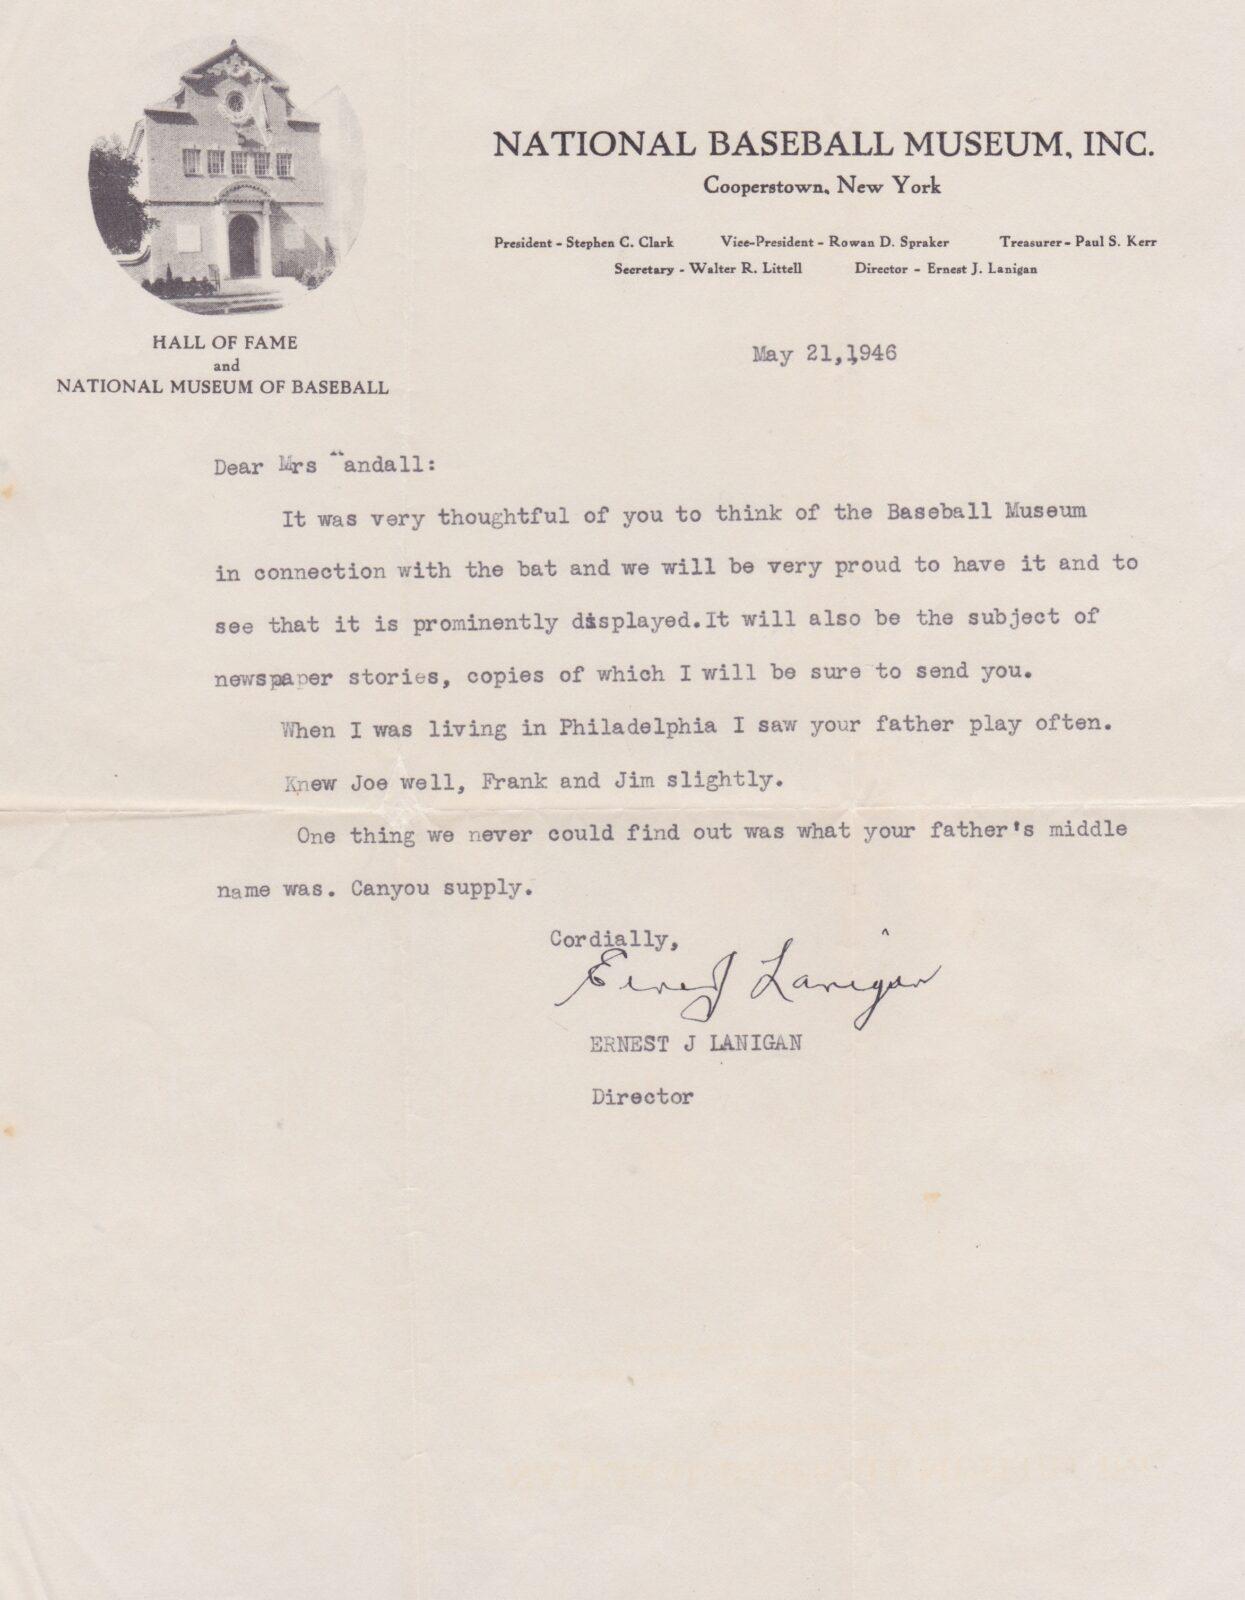 NATIONAL BASEBALL MUSEUM, INC.
Cooperstown, New York
President - Stephen C. Clark Vice-President - Rowan D. Spraker Treasurer - Paul S. Kerr
Secretary - Walter R. Littell Director - Ernest J. Lanigan
HALL OF FAME
and
NATIONAL MUSEUM OF BASEBALL
May 21,1946
Dear Mrs Randall:
It was very thoughtful of you to think of the Baseball Museum
in connection with the bat and we will be very proud to have it and to
see that it is prominently displayed.It will also be the subject of
newspaper stories, copies of which I will be sure to send you.
When I was living in Philadelphia I saw your father play often.
Knew Joe well, Frank and Jim slightly.
One thing we never could find out was what your father's middle
name was. Canyou supply.
Cordially,
Ernest J Lanigan
ERNEST J LANIGAN
Director